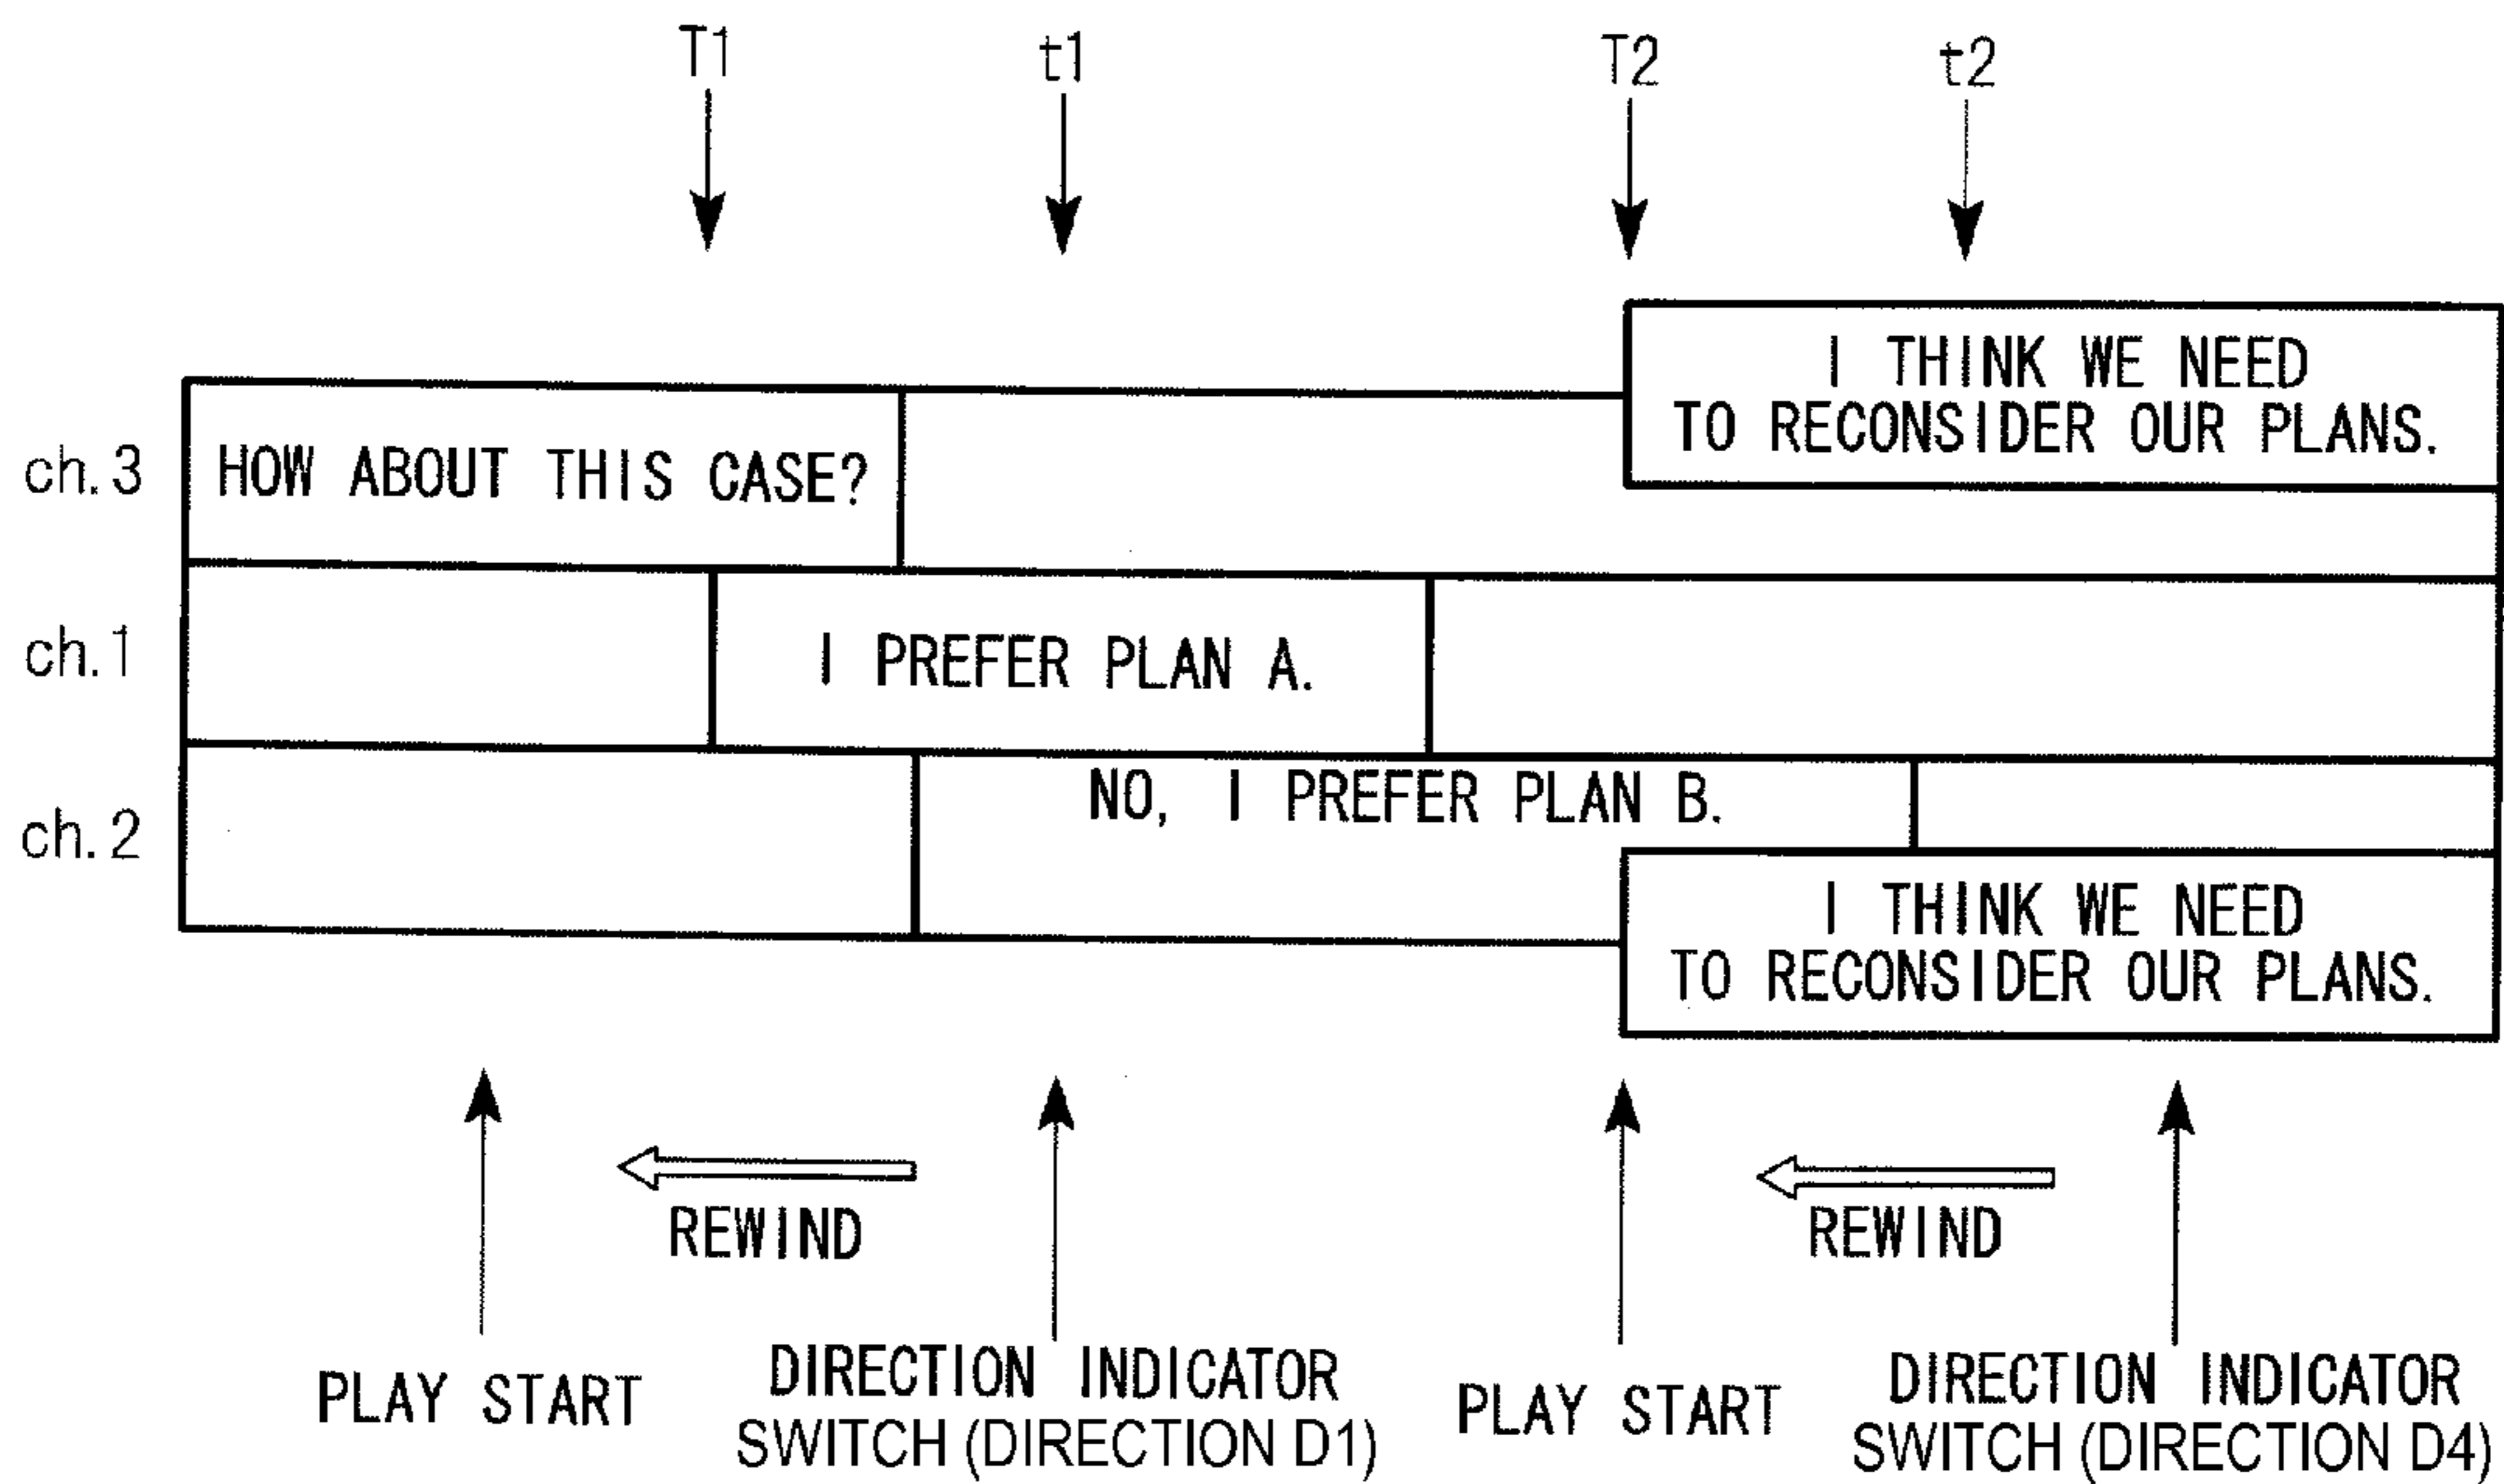 T1 t1 T2 t2
I THINK WE NEED
TO RECONSIDER OUR PLANS.
ch.3 HOW ABOUT THIS CASE?
ch.1 I PREFER PLAN A.
NO, I PREFER PLAN B.
ch.2
I THINK WE NEED
TO RECONSIDER OUR PLANS.
REWIND REWIND
PLAY START DIRECTION INDICATOR PLAY START DIRECTION INDICATOR
SWITCH (DIRECTION D1) SWITCH (DIRECTION D4)